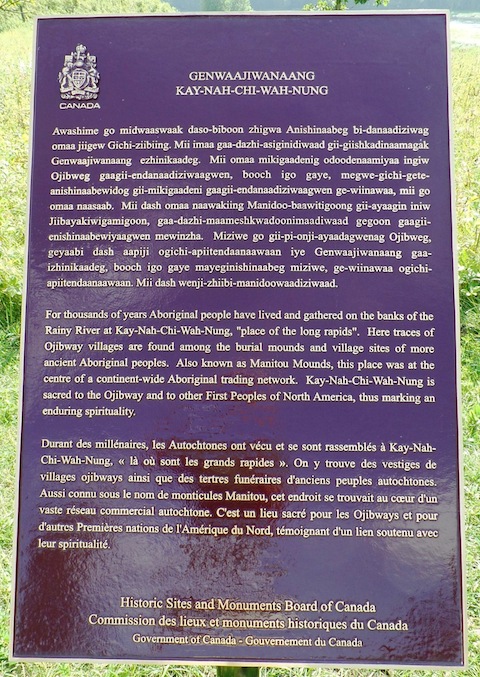 CANADA
GENWAAJIWANAANG
KAY-NAH-CHI-WAH-NUNG
Awashime go midwaaswaak daso-biboon zhigwa Anishinaabeg bi-danaadiziwag
omaa jiigew Gichi-ziibiing. Mii imaa gaa-dazhi-asiginidiwaad gii-giishkadinaamagak
Genwaajiwanaang ezhinikaadeg. Mii omaa mikigaadenig odoodenaamiyaa ingiw
Ojibweg gaagii-endanaadiziwaagwen, booch igo gaye, megwe-gichi-gete-
anishinaabewidog gii-mikigaadeni gaagii-endanaadiziwaagwen ge-wiinawaa, mii go
omaa naasaab. Mii dash omaa naawakiing Manidoo-baawitigoong gii-ayaagin iniw
Jiibayakiwigamigoon, gaa-dazhi-maameshkwadoonimaadiwaad gegoon gaagii-
enishinaabewiyaagwen mewinzha. Miziwe go gii-pi-onji-ayaadagwenag Ojibweg,
geyaabi dash aapiji ogichi-apiitendaanaawaan iye Genwaajiwanaang gaa-
izhinikaadeg, booch igo gaye mayeginishinaabeg miziwe, ge-wiinawaa ogichi-
apiitendaanaawaan. Mii dash wenji-zhiibi-manidoowaadiziwaad.
For thousands of years Aboriginal people have lived and gathered on the banks of the
Rainy River at Kay-Nah-Chi-Wah-Nung, "place of the long rapids". Here traces of
Ojibway villages are found among the burial mounds and village sites of more
ancient Aboriginal peoples. Also known as Manitou Mounds, this place was at the
centre of a continent-wide Aboriginal trading network. Kay-Nah-Chi-Wah-Nung is
sacred to the Ojibway and to other First Peoples of North America, thus marking an
enduring spirituality.
Durant des millénaires, les Autochtones ont vécu et se sont rassemblés à Kay-Nah-
Chi-Wah-Nung, « là où sont les grands rapides ». On y trouve des vestiges de
villages ojibways ainsi que des tertres funéraires d'anciens peuples autochtones.
Aussi connu sous le nom de monticules Manitou, cet endroit se trouvait au cœur d'un
vaste réseau commercial autochtone. C'est un lieu sacré pour les Ojibways et pour
d'autres Premières nations de l'Amérique du Nord, témoignant d'un lien soutenu avec
leur spiritualité.
Historic Sites and Monuments Board of Canada
Commission des lieux et monuments historiques du Canada
Government of Canada - Gouvernement du Canada